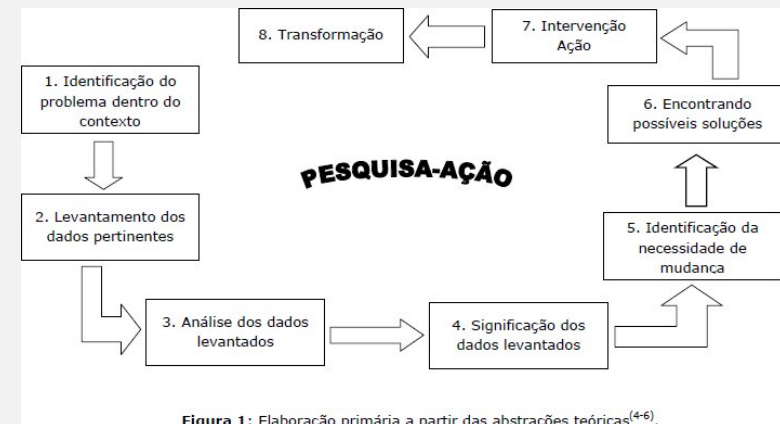 8. Transformação
7. Intervenção
Ação
1. Identificação do
problema dentro do
contexto
6. Encontrando
possíveis soluções
PESQUISA-AÇÃO
2. Levantamento dos
dados pertinentes
5. Identificação da
necessidade de
mudança
3. Análise dos dados
levantados
4. Significação dos
dados levantados
Figura 1: Elaboração primária a partir das abstrações teóricas(4-6).